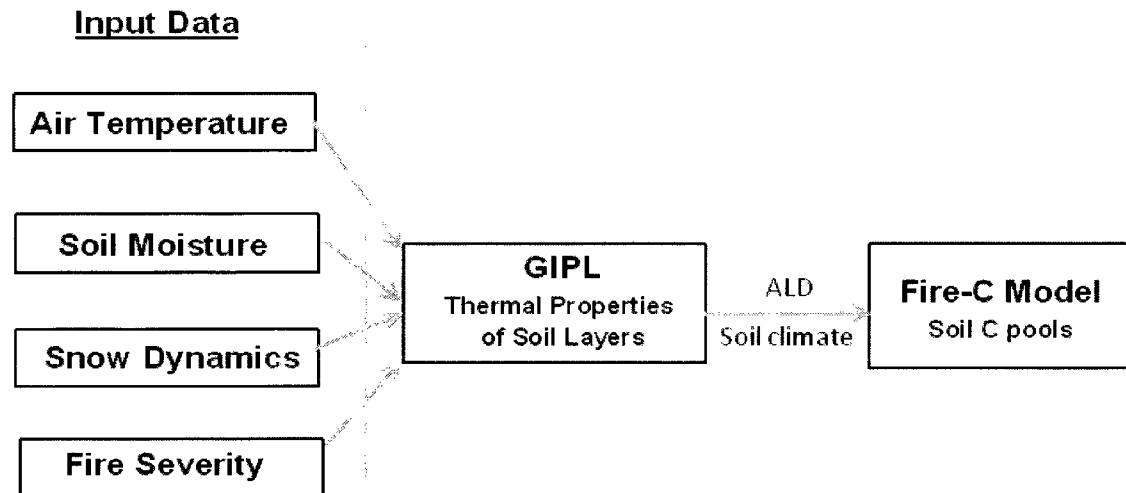 Input Data
Air Temperature
Soil Moisture
Snow Dynamics
Fire Severity
GIPL
Thermal Properties
of Soil Layers
ALD
Soil climate
Fire-C Model
Soil C pools